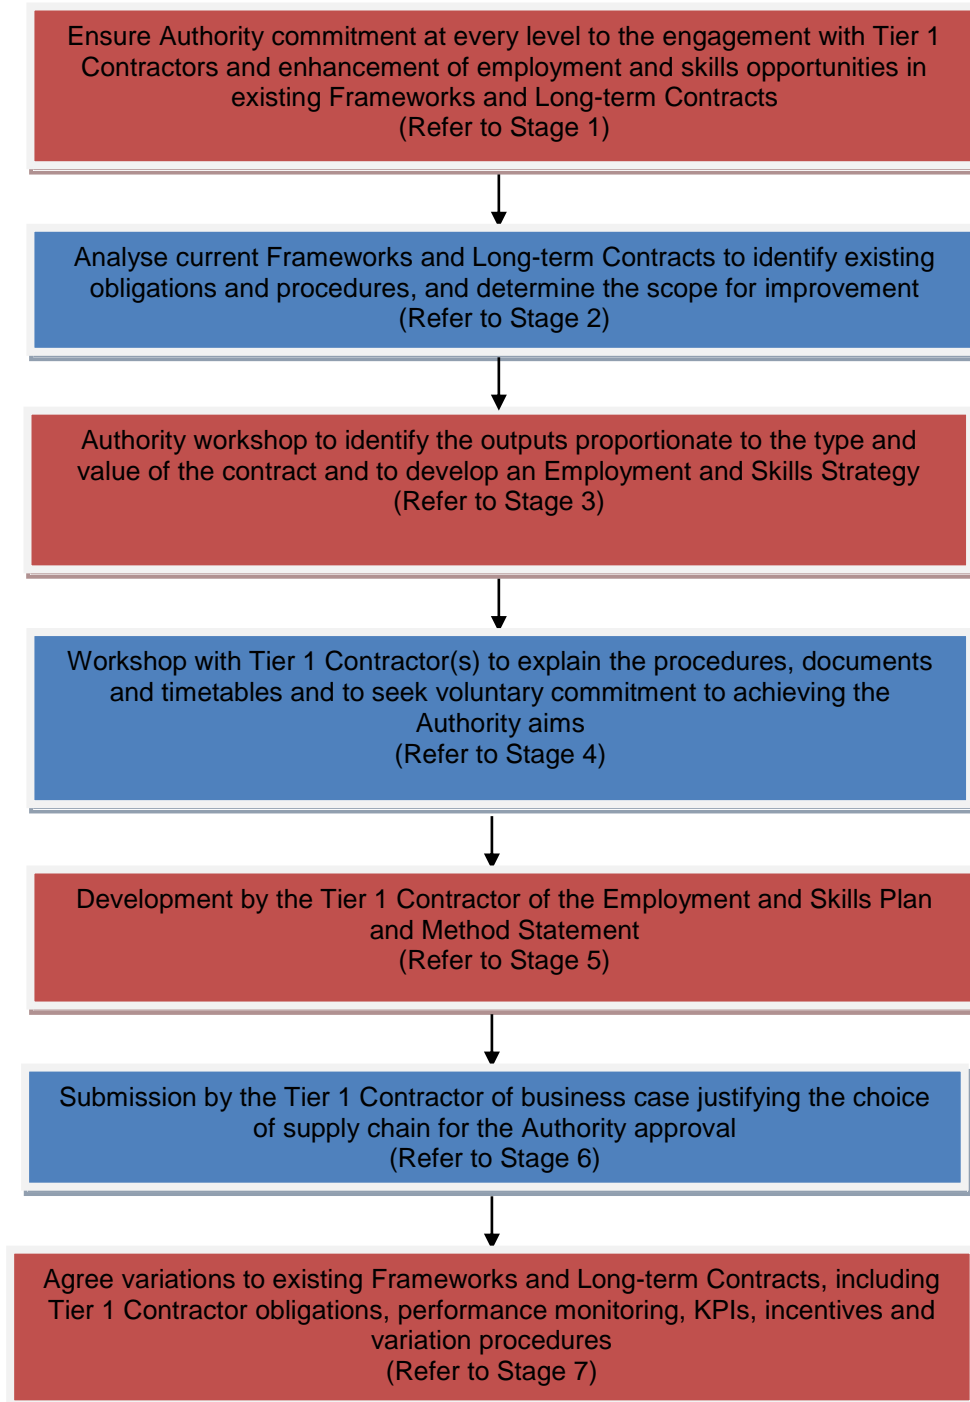 Ensure Authority commitment at every level to the engagement with Tier 1
Contractors and enhancement of employment and skills opportunities in
existing Frameworks and Long-term Contracts
(Refer to Stage 1)
Analyse current Frameworks and Long-term Contracts to identify existing
obligations and procedures, and determine the scope for improvement
(Refer to Stage 2)
Authority workshop to identify the outputs proportionate to the type and
value of the contract and to develop an Employment and Skills Strategy
(Refer to Stage 3)
Workshop with Tier 1 Contractor(s) to explain the procedures, documents
and timetables and to seek voluntary commitment to achieving the
Authority aims
(Refer to Stage 4)
Development by the Tier 1 Contractor of the Employment and Skills Plan
and Method Statement
(Refer to Stage 5)
Submission by the Tier 1 Contractor of business case justifying the choice
of supply chain for the Authority approval
(Refer to Stage 6)
Agree variations to existing Frameworks and Long-term Contracts, including
Tier 1 Contractor obligations, performance monitoring, KPIs, incentives and
variation procedures
(Refer to Stage 7)